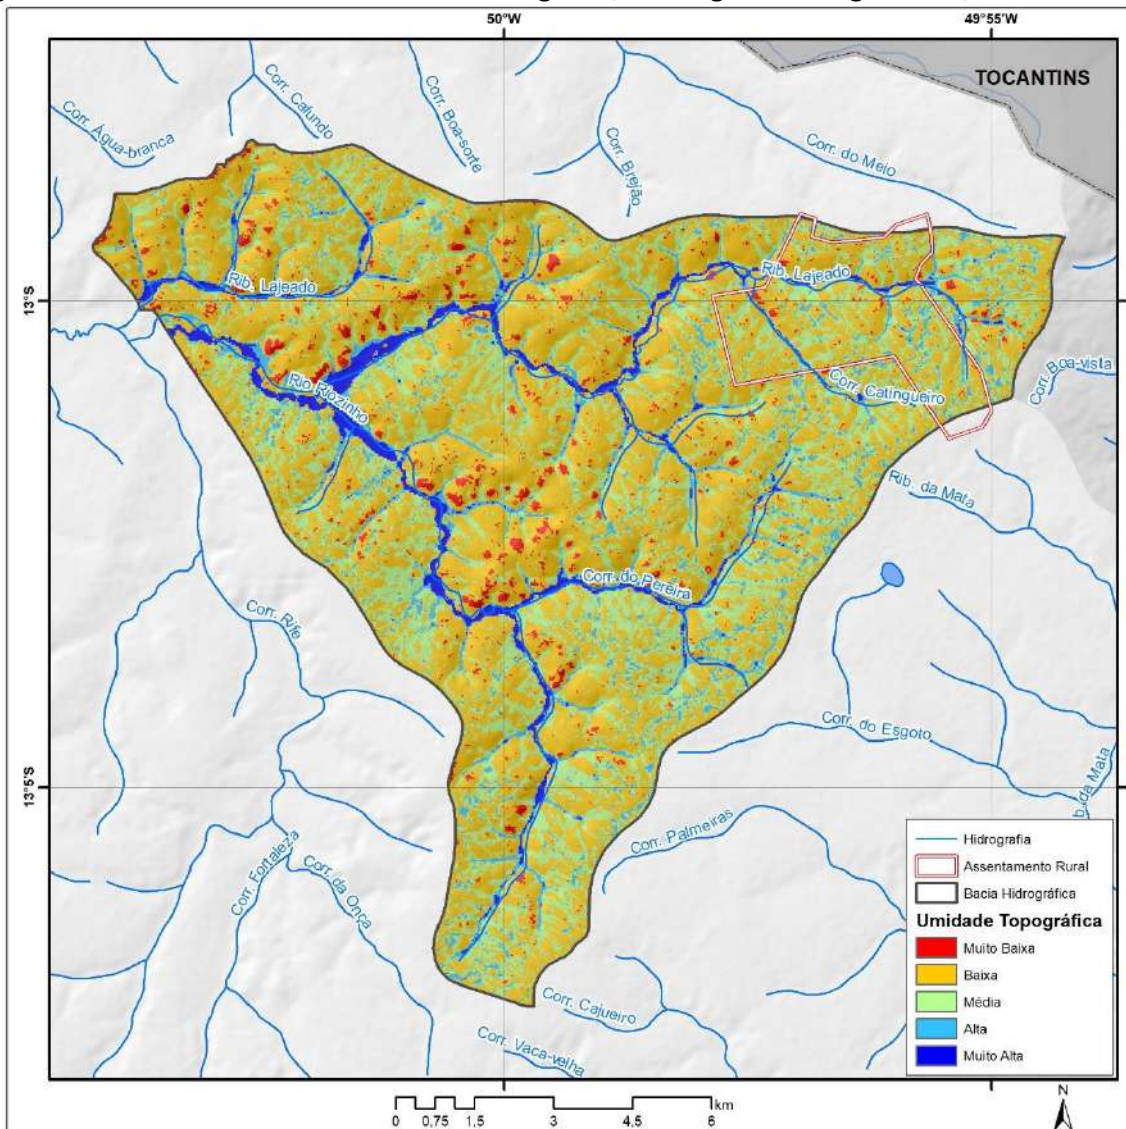 50°W
49°55'W
TOCANTINS
Corr. Cafundo
Corr. Boa-sorte
Corr. Água-branca
Corr. Brejão
Corr. do Meio
Rib. Lajeado
Rib. Lajeado
13°S
Rio Riozinho
Corr. Catingueiro
Corr. Boa-vista
Rib. da Mata
Corr. do Pereira
Corr. Rife
Corr. do Esgoto
b. da Mata
13°5'S
Corr. Palmeiras
Corr. Fortaleza
Corr. da Onça
Corr. Cajueiro
Corr. Vaca-velha
Hidrografia
Assentamento Rural
Bacia Hidrográfica
Umidade Topográfica
Muito Baixa
Baixa
Média
Alta
Muito Alta
N
km
0 0,75 1,5 3 4,5 6